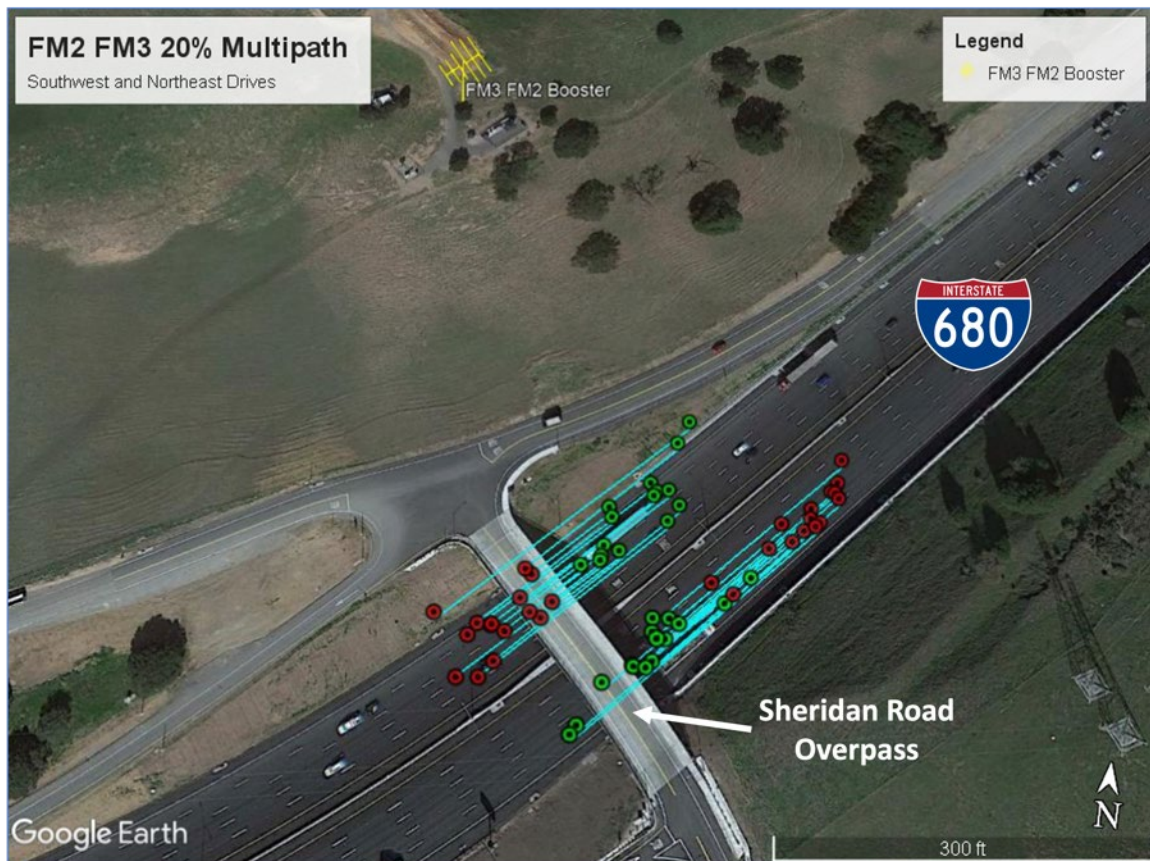 FM2 FM3 20% Multipath
Southwest and Northeast Drives
FM3 FM2 Booster
Legend
FM3 FM2 Booster
INTERSTATE
680
Sheridan Road
Overpass
N
Google Earth
300 ft